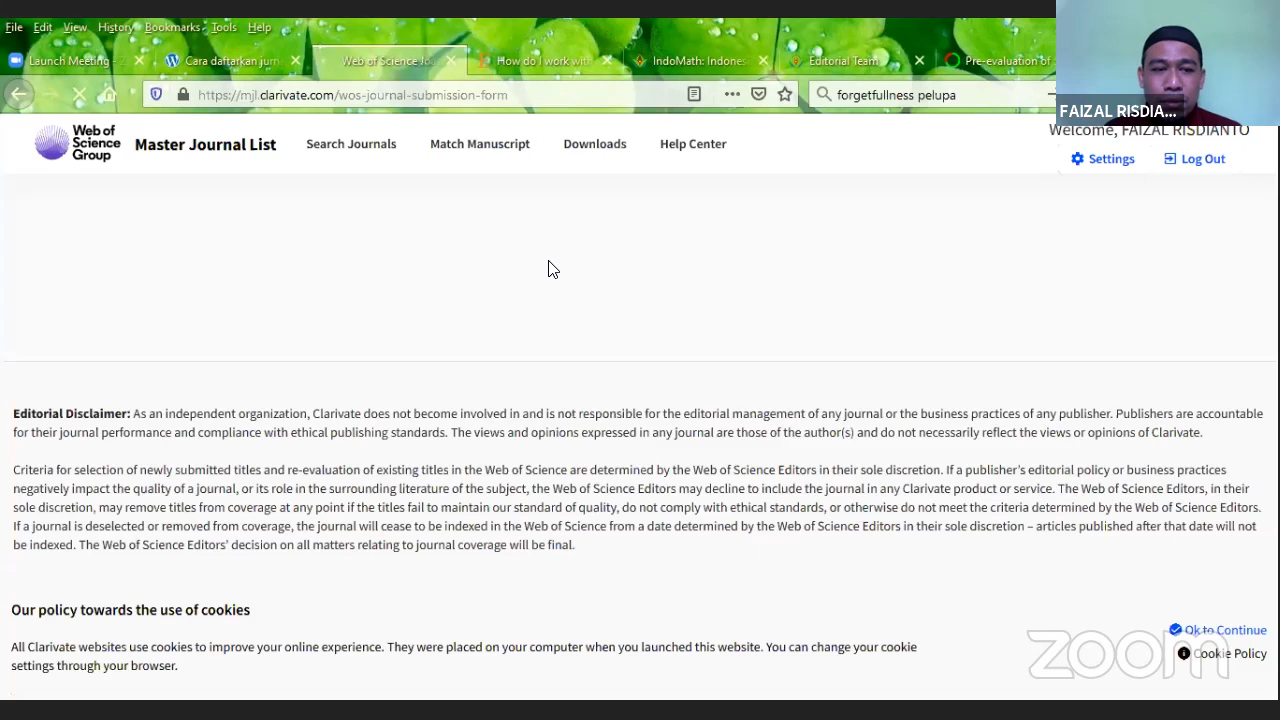 File Edit View History Bookmarks Tools Help
Launch Meeting - Z
Cara daftarkan jurn
Web of Science Jou
How do I work with
IndoMath: Indones
Editorial Team
Pre-evaluation of
https://mjl.clarivate.com/wos-journal-submission-form
forgetfullness pelupa
FAIZAL RISDIA...
Web of
Science
Group
Master Journal List
Search Journals
Match Manuscript
Downloads
Help Center
Welcome, FAIZAL RISDIANTO
Settings
Log Out
Editorial Disclaimer: As an independent organization, Clarivate does not become involved in and is not responsible for the editorial management of any journal or the business practices of any publisher. Publishers are accountable
for their journal performance and compliance with ethical publishing standards. The views and opinions expressed in any journal are those of the author(s) and do not necessarily reflect the views or opinions of Clarivate.
Criteria for selection of newly submitted titles and re-evaluation of existing titles in the Web of Science are determined by the Web of Science Editors in their sole discretion. If a publisher's editorial policy or business practices
negatively impact the quality of a journal, or its role in the surrounding literature of the subject, the Web of Science Editors may decline to include the journal in any Clarivate product or service. The Web of Science Editors, in their
sole discretion, may remove titles from coverage at any point if the titles fail to maintain our standard of quality, do not comply with ethical standards, or otherwise do not meet the criteria determined by the Web of Science Editors.
If a journal is deselected or removed from coverage, the journal will cease to be indexed in the Web of Science from a date determined by the Web of Science Editors in their sole discretion – articles published after that date will not
be indexed. The Web of Science Editors' decision on all matters relating to journal coverage will be final.
Our policy towards the use of cookies
All Clarivate websites use cookies to improve your online experience. They were placed on your computer when you launched this website. You can change your cookie
settings through your browser.
Ok to Continue
Cookie Policy
zoom